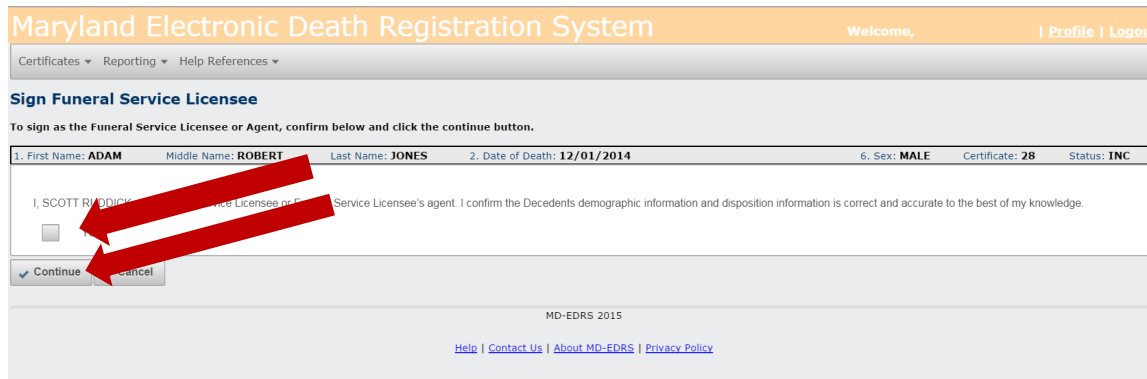 Maryland Electronic Death Registration System Welcome, | Profile | Logou
Certificates Reporting Help References
Sign Funeral Service Licensee
To sign as the Funeral Service Licensee or Agent, confirm below and click the continue button.
1. First Name: ADAM Middle Name: ROBERT Last Name: JONES 2. Date of Death: 12/01/2014 6. Sex: MALE Certificate: 28 Status: INC
I, SCOTT RUDDICK Service Licensee or Service Licensee's agent. I confirm the Decedents demographic information and disposition information is correct and accurate to the best of my knowledge.
Continue Cancel
MD-EDRS 2015
Help | Contact Us | About MD-EDRS | Privacy Policy